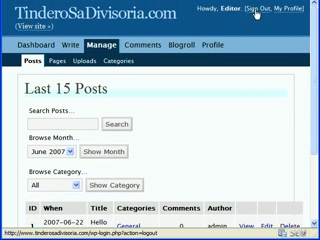 TinderoSaDivisoria.com
(View site »)
Howdy, Editor. [Sign Out, My Profile]
Dashboard Write Manage Comments Blogroll Profile
Posts Pages Uploads Categories
Last 15 Posts
Search Posts...
Search
Browse Month...
June 2007 Show Month
Browse Category...
All Show Category
ID When Title Categories Comments Author
1 2007-06-22 Hello General 0 View Edit Delete
http://www.tinderosadivisoria.com/wp-login.php?action=logout